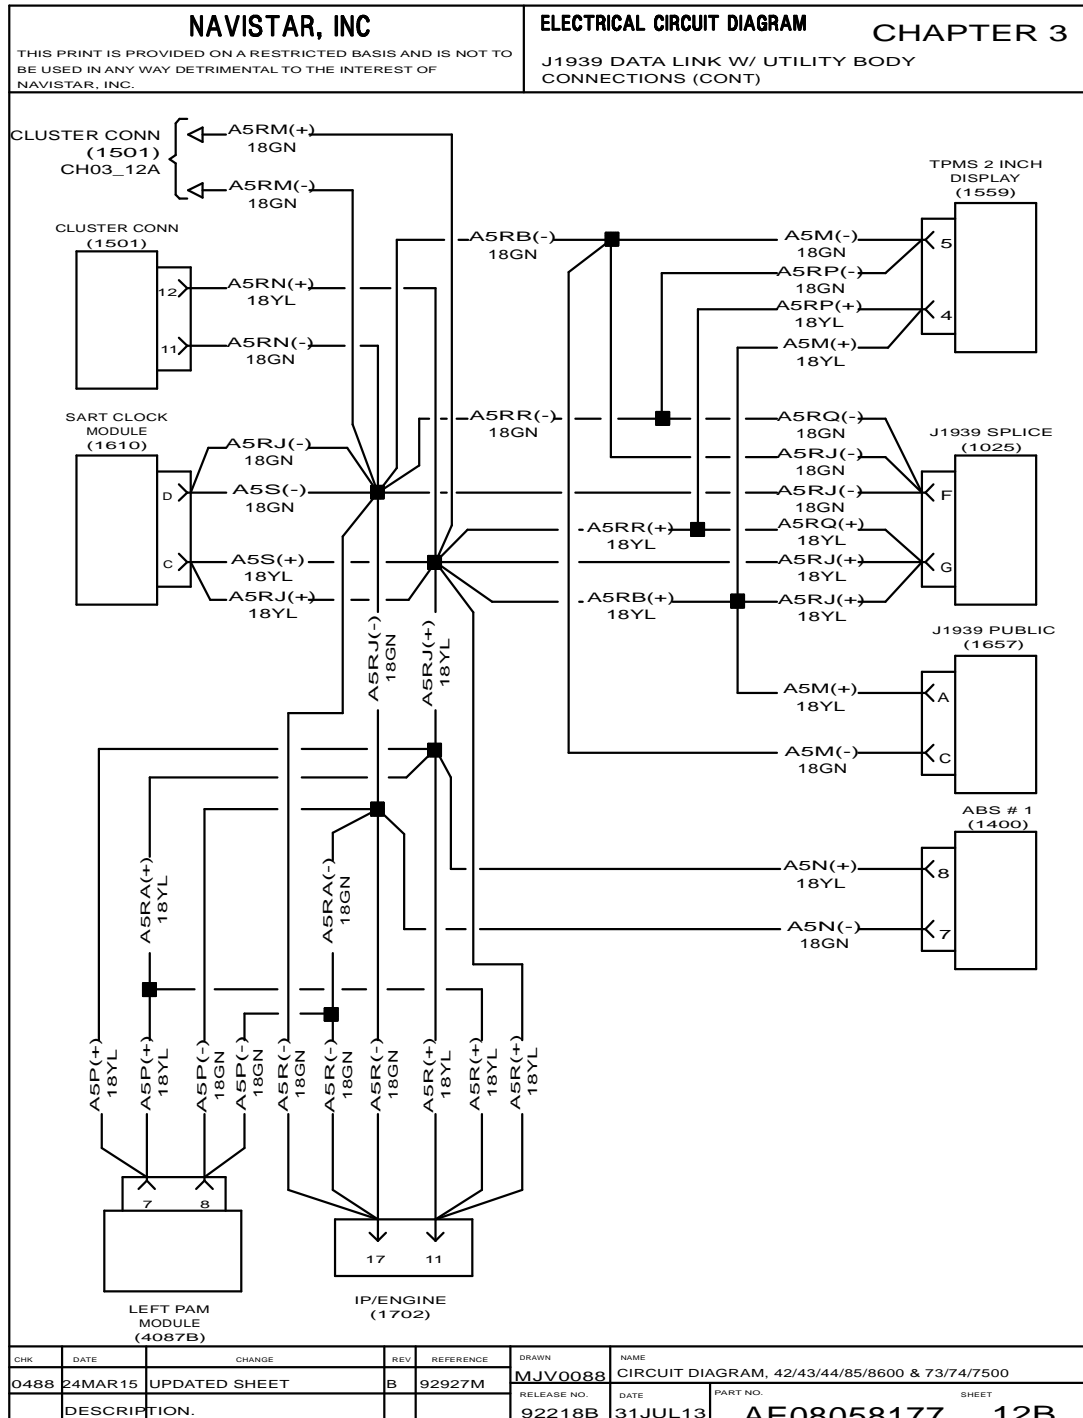 NAVISTAR, INC
THIS PRINT IS PROVIDED ON A RESTRICTED BASIS AND IS NOT TO
BE USED IN ANY WAY DETRIMENTAL TO THE INTEREST OF
NAVISTAR, INC.
ELECTRICAL CIRCUIT DIAGRAM
CHAPTER 3
J1939 DATA LINK W/ UTILITY BODY
CONNECTIONS (CONT)
CLUSTER CONN
(1501)
CH03_12A
A5RM(+)
18GN
A5RM(-)
18GN
CLUSTER CONN
(1501)
12
A5RN(+)
18YL
11
A5RN(-)
18GN
SART CLOCK
MODULE
(1610)
D
C
A5RJ(-)
18GN
A5S(-)
18GN
A5S(+)
18YL
A5RJ(+)
18YL
A5RB(-)
18GN
A5RR(-)
18GN
A5RR(+)
18YL
A5RB(+)
18YL
TPMS 2 INCH
DISPLAY
(1559)
A5M(-)
18GN
A5RP(-)
18GN
A5RP(+)
18YL
A5M(+)
18YL
5
4
J1939 SPLICE
(1025)
A5RQ(-)
18GN
A5RJ(-)
18GN
A5RJ(-)
18GN
A5RQ(+)
18YL
A5RJ(+)
18YL
A5RJ(+)
18YL
F
G
J1939 PUBLIC
(1657)
A5M(+)
18YL
A
A5M(-)
18GN
C
ABS # 1
(1400)
A5N(+)
18YL
8
A5N(-)
18GN
7
A5RJ(-)
18GN
A5RJ(+)
18YL
A5RA(+)
18YL
A5RA(-)
18GN
A5P(+)
18YL
A5P(+)
18YL
A5P(-)
18GN
A5P(-)
18GN
A5R(-)
18GN
A5R(-)
18GN
A5R(-)
18GN
A5R(+)
18YL
A5R(+)
18YL
A5R(+)
18YL
7
8
LEFT PAM
MODULE
(4087B)
17
11
IP/ENGINE
(1702)
CHK DATE CHANGE REV REFERENCE
0488 24MAR15 UPDATED SHEET B 92927M
DESCRIPTION.
DRAWN
MJV0088
NAME
CIRCUIT DIAGRAM, 42/43/44/85/8600 & 73/74/7500
RELEASE NO.
92218B
DATE
31JUL13
PART NO.
AE08058177
SHEET
12B